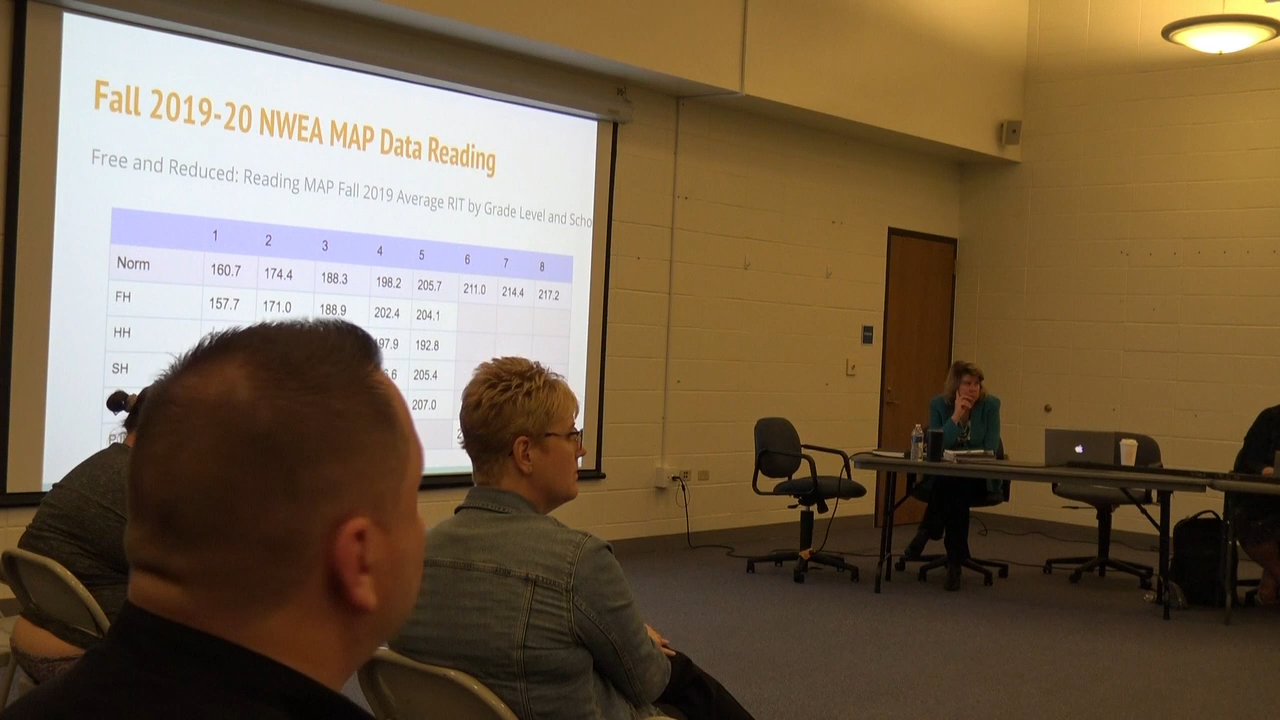 Fall 2019-20 NWEA MAP Data Reading
Free and Reduced: Reading MAP Fall 2019 Average RIT by Grade Level and Scho
1 2 3 4 5 6 7 8
Norm 160.7 174.4 188.3 198.2 205.7 211.0 214.4 217.2
FH 157.7 171.0 188.9 202.4 204.1
HH 97.9 192.8
SH .6 205.4
207.0